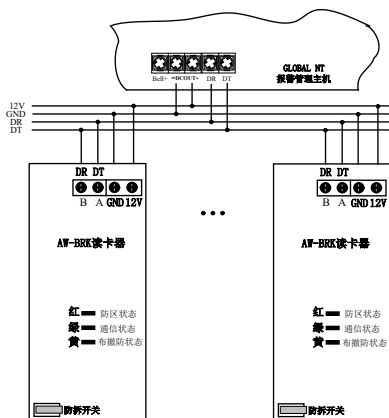 Bell+ =DCOUT+ DR DT
GLOBAL NT
报警管理主机
12V
GND
DR
DT
DR DT
B A GND 12V
AW-BRK读卡器
红 防区状态
绿 通信状态
黄 布撤防状态
防拆开关
...
DR DT
B A GND 12V
AW-BRK读卡器
红 防区状态
绿 通信状态
黄 布撤防状态
防拆开关